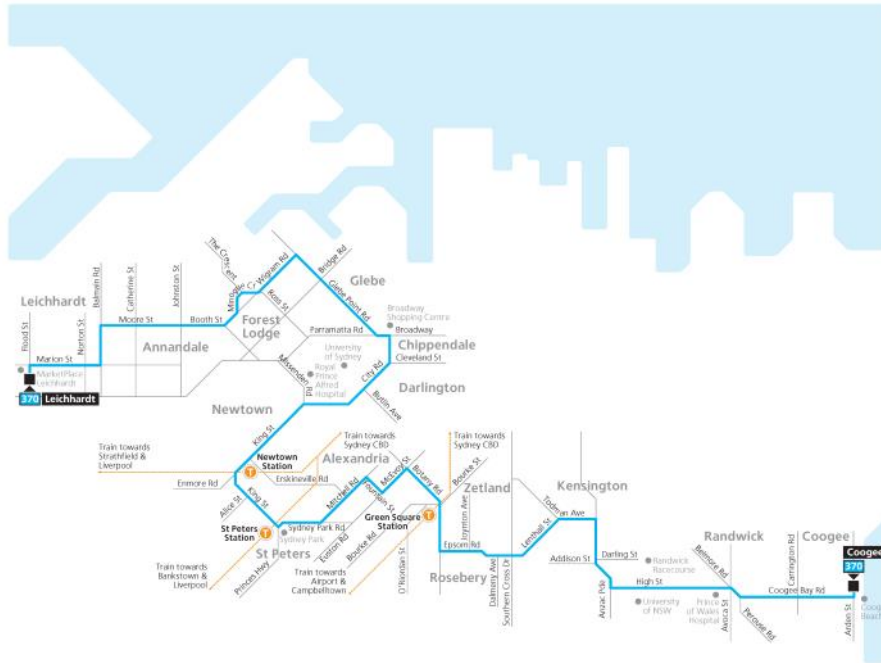 The Crescent
Minogue Cr
Wigram Rd
Bridge Rd
Ross St
Glebe
Glebe Point Rd
Leichhardt
Balmain Rd
Catherine St
Johnston St
Flood St
Norton St
Moore St
Booth St
Forest
Lodge
Annandale
Parramatta Rd
Broadway
Shopping Centre
Broadway
Chippendale
Cleveland St
University
of Sydney
Royal
Prince
Alfred
Hospital
Missenden
Rd
City Rd
Darlington
Butlin Ave
Marion St
MarketPlace
Leichhardt
370 Leichhardt
Newtown
King St
Train towards
Strathfield &
Liverpool
Newtown
Station
T
Enmore Rd
Erskineville Rd
Train towards
Sydney CBD
Alexandria
Train towards
Sydney CBD
Alice St
King St
St Peters
Station
T
Sydney Park Rd
Sydney Park
St Peters
Mitchell Rd
Fountain St
McEvoy St
Botany Rd
Bourke St
Green Square
Station
T
Euston Rd
Bourke Rd
Princes Hwy
Train towards
Bankstown &
Liverpool
Train towards
Airport &
Campbelltown
O'Riordan St
Zetland
Joynton Ave
Epsom Rd
Rosebery
Dalmeny Ave
Southern Cross Dr
Lenthall St
Todman Ave
Kensington
Addison St
Darling St
Anzac Pde
Randwick
Racecourse
High St
University
of NSW
Prince
of Wales
Hospital
Randwick
Belmore Rd
Avoca St
Perouse Rd
Coogee
Carrington Rd
Coogee Bay Rd
Arden St
Coogee
370